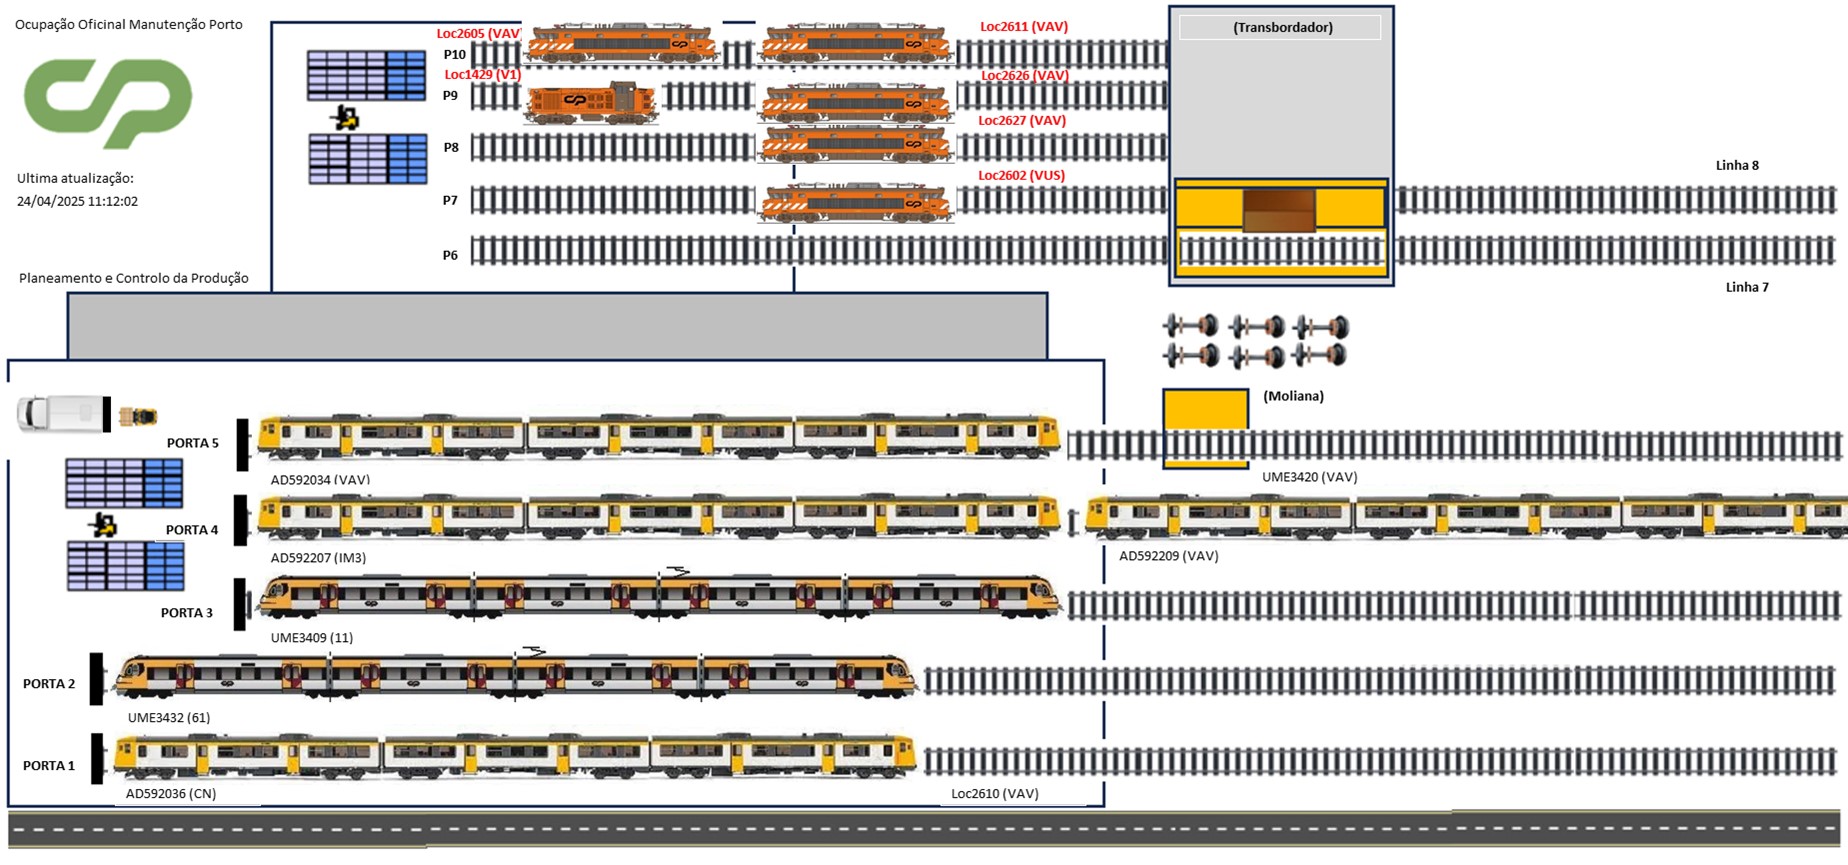 Ocupação Oficinal Manutenção Porto
CP
Ultima atualização:
24/04/2025 11:12:02
Planeamento e Controlo da Produção
Loc2605 (VAV)
Loc2611 (VAV)
P10
Loc1429 (V1)
Loc2626 (VAV)
P9
Loc2627 (VAV)
P8
Loc2602 (VUS)
P7
P6
(Transbordador)
Linha 8
Linha 7
(Moliana)
PORTA 5
AD592034 (VAV)
UME3420 (VAV)
PORTA 4
AD592207 (IM3)
AD592209 (VAV)
PORTA 3
UME3409 (11)
PORTA 2
UME3432 (61)
PORTA 1
AD592036 (CN)
Loc2610 (VAV)